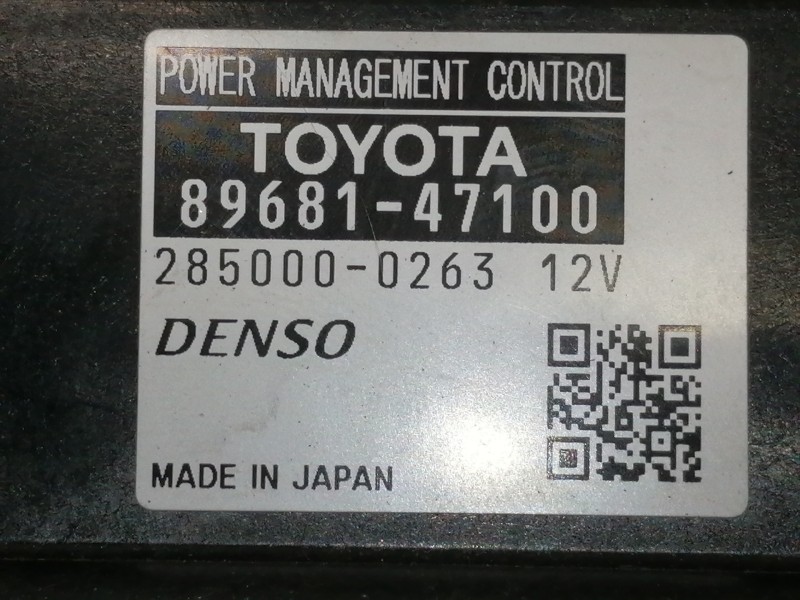 POWER MANAGEMENT CONTROL
TOYOTA
89681-47100
285000-0263 12V
DENSO
MADE IN JAPAN